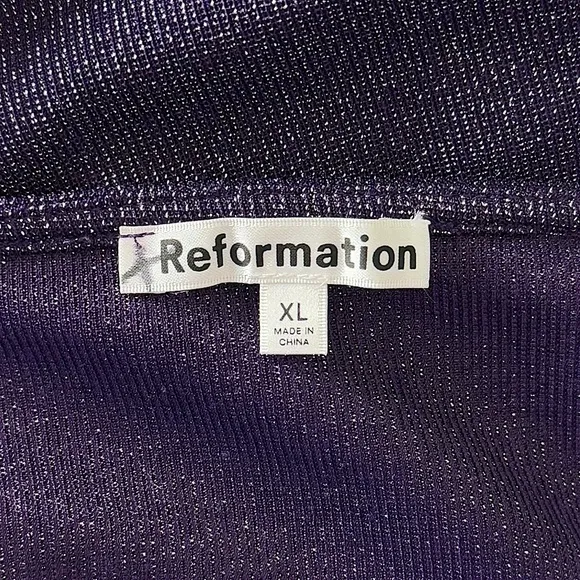 Reformation
XL
MADE IN
CHINA